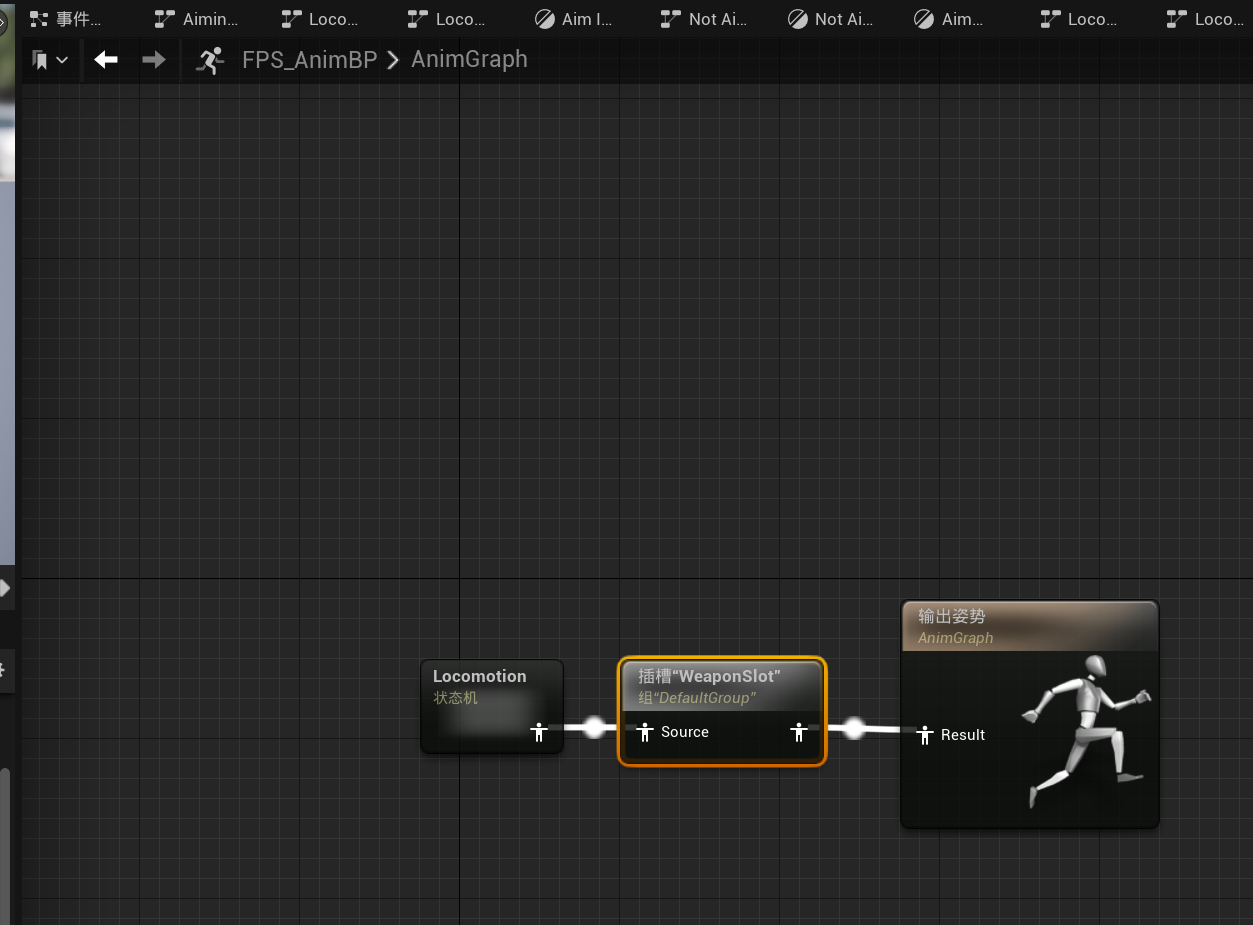 事件...
Aimin...
Loco...
Loco...
Aim I...
Not Ai...
Not Ai...
Aim...
Loco...
Loco...
FPS_AnimBP > AnimGraph
Locomotion
状态机
插槽“WeaponSlot”
组“DefaultGroup”
Source
输出姿势
AnimGraph
Result